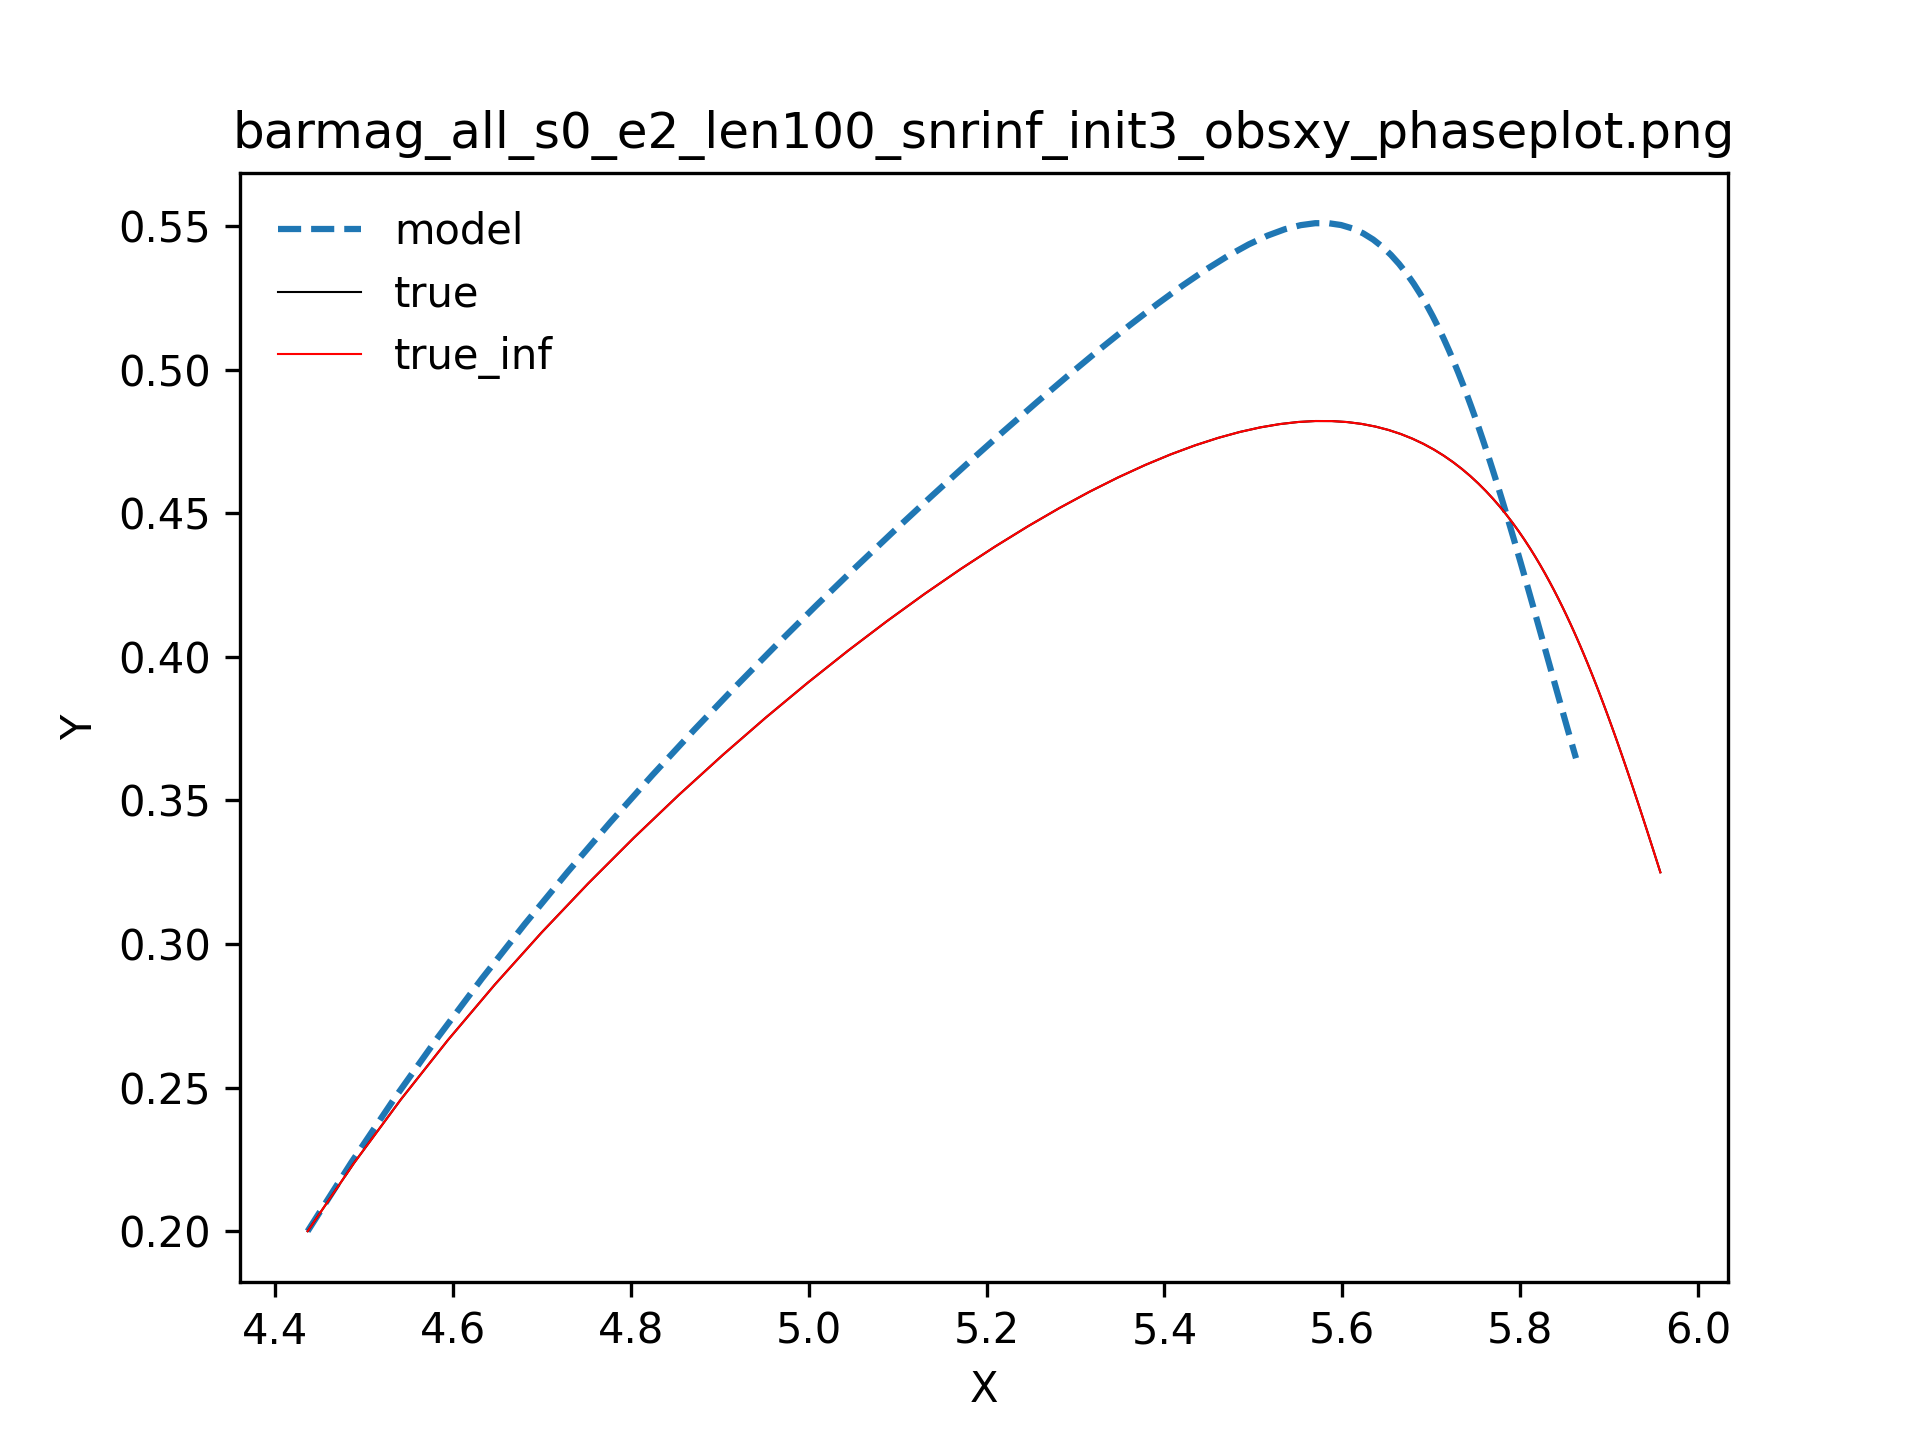 barmag_all_s0_e2_len100_snrinf_init3_obsxy_phaseplot.png
model
true
true_inf
0.55
0.50
0.45
0.40
0.35
0.30
0.25
0.20
Y
4.4 4.6 4.8 5.0 5.2 5.4 5.6 5.8 6.0
X